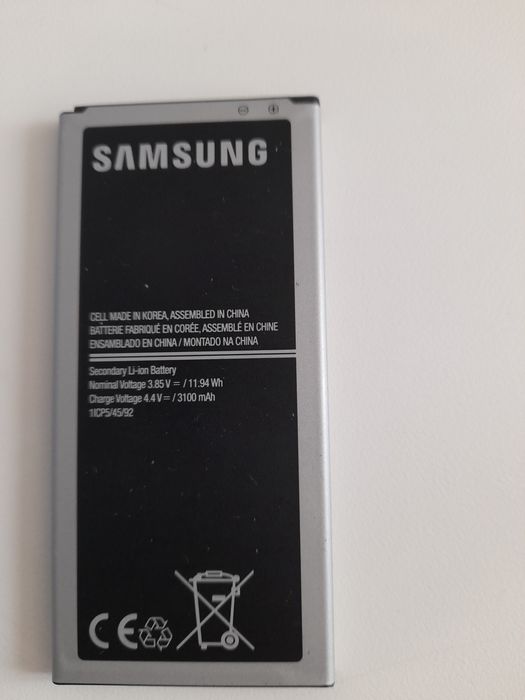 SAMSUNG
CELL MADE IN KOREA, ASSEMBLED IN CHINA
BATTERIE FABRIQUÉ EN CORÉE, ASSEMBLÉ EN CHINE
ENSAMBLADO EN CHINA / MONTADO NA CHINA
Secondary Li-ion Battery
Nominal Voltage 3.85 V ⎓ / 11.94 Wh
Charge Voltage 4.4 V ⎓ / 3100 mAh
1ICP5/45/92
CE